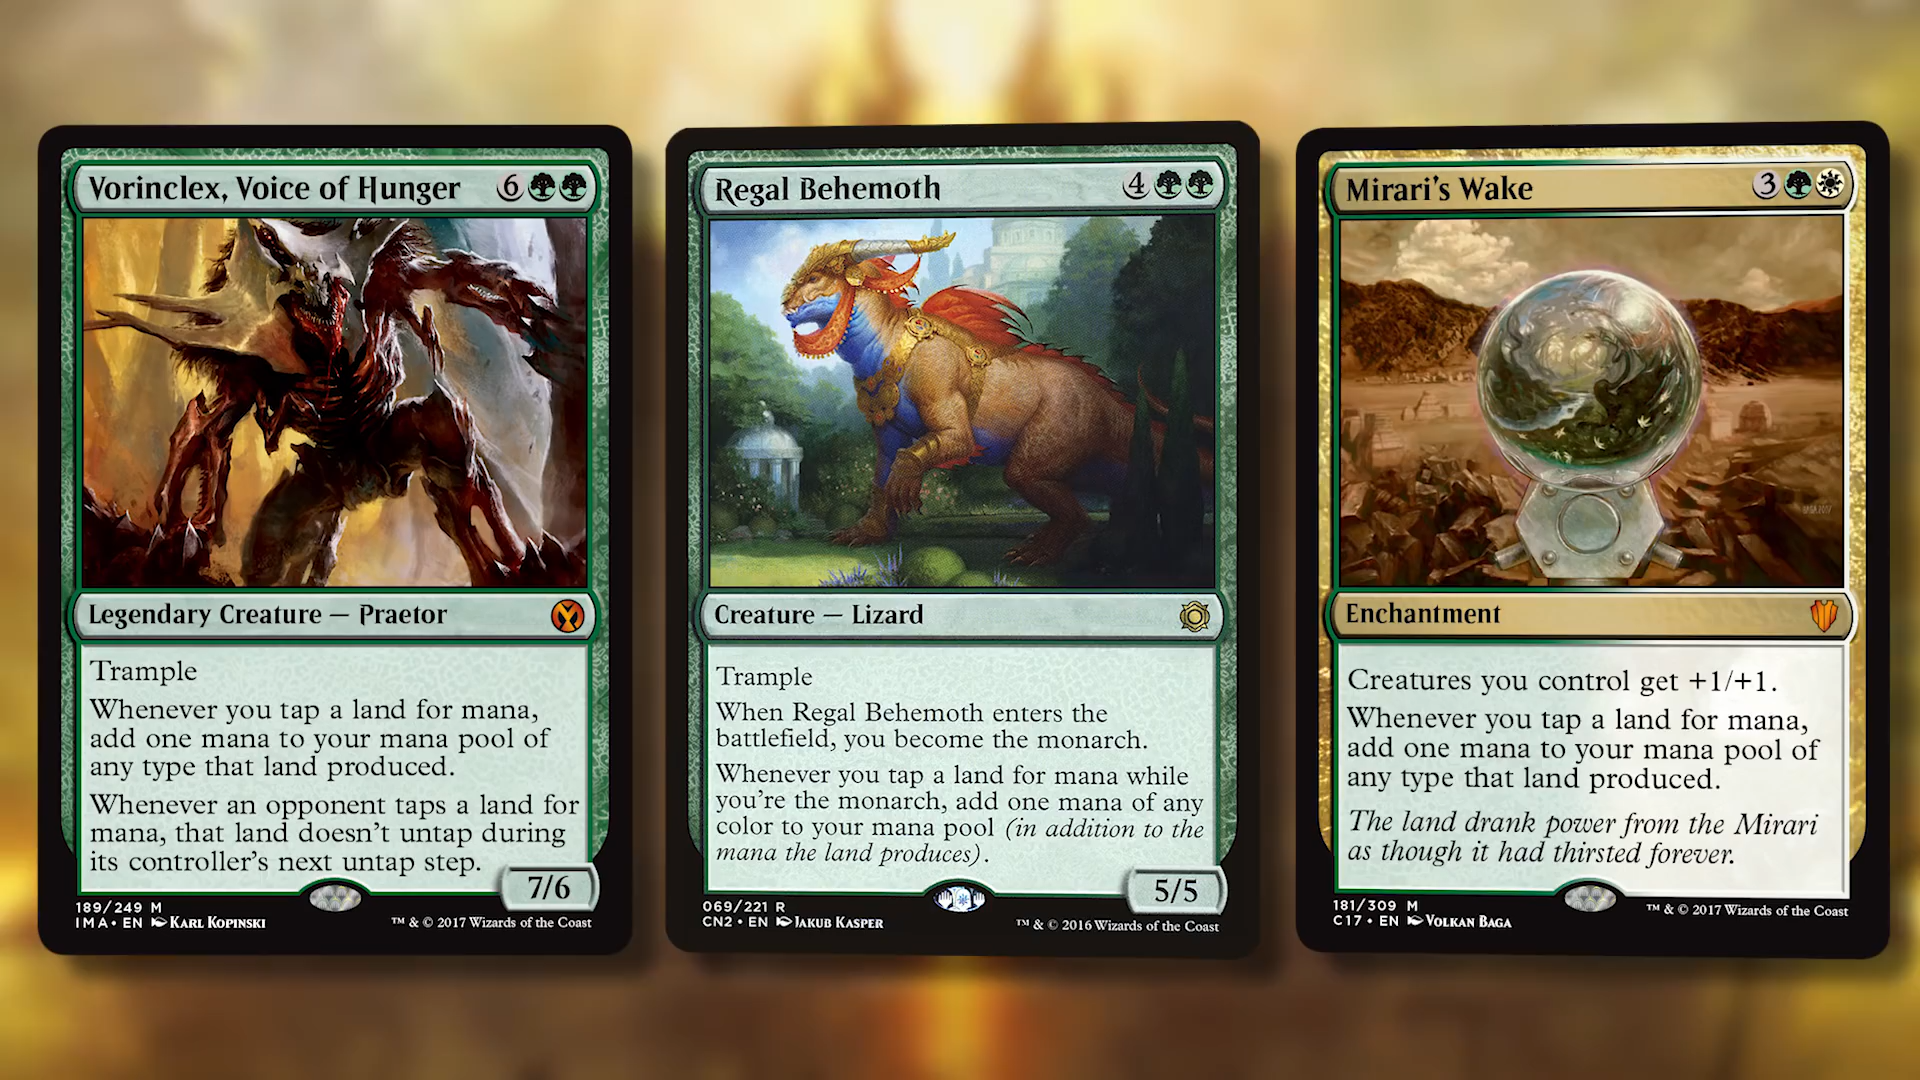 Vorinclex, Voice of Hunger 6
Legendary Creature — Praetor
Trample
Whenever you tap a land for mana,
add one mana to your mana pool of
any type that land produced.
Whenever an opponent taps a land for
mana, that land doesn't untap during
its controller's next untap step.
7/6
189/249 M
IMA • EN Karl Kopinski
™ & © 2017 Wizards of the Coast
Regal Behemoth 4
Creature — Lizard
Trample
When Regal Behemoth enters the
battlefield, you become the monarch.
Whenever you tap a land for mana while
you're the monarch, add one mana of any
color to your mana pool (in addition to the
mana the land produces).
5/5
069/221 R
CN2 • EN Jakub Kasper
™ & © 2016 Wizards of the Coast
Mirari's Wake 3
Enchantment
Creatures you control get +1/+1.
Whenever you tap a land for mana,
add one mana to your mana pool of
any type that land produced.
The land drank power from the Mirari
as though it had thirsted forever.
181/309 M
C17 • EN Volkan Baga
™ & © 2017 Wizards of the Coast